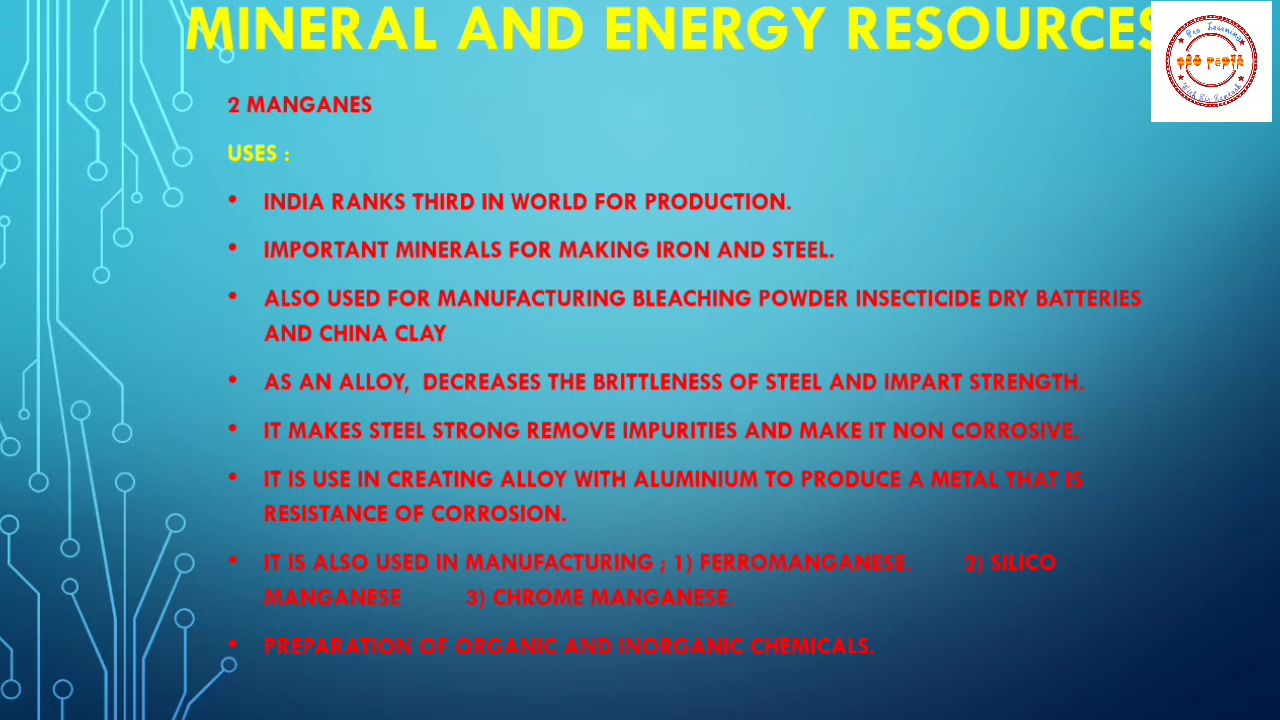 MINERAL AND ENERGY RESOURCES
2 MANGANES
USES :
• INDIA RANKS THIRD IN WORLD FOR PRODUCTION.
• IMPORTANT MINERALS FOR MAKING IRON AND STEEL.
• ALSO USED FOR MANUFACTURING BLEACHING POWDER INSECTICIDE DRY BATTERIES
AND CHINA CLAY
• AS AN ALLOY, DECREASES THE BRITTLENESS OF STEEL AND IMPART STRENGTH.
• IT MAKES STEEL STRONG REMOVE IMPURITIES AND MAKE IT NON CORROSIVE.
• IT IS USE IN CREATING ALLOY WITH ALUMINIUM TO PRODUCE A METAL THAT IS
RESISTANCE OF CORROSION.
• IT IS ALSO USED IN MANUFACTURING ; 1) FERROMANGANESE. 2) SILICO
MANGANESE 3) CHROME MANGANESE.
• PREPARATION OF ORGANIC AND INORGANIC CHEMICALS.
Pro Learning
With Sir